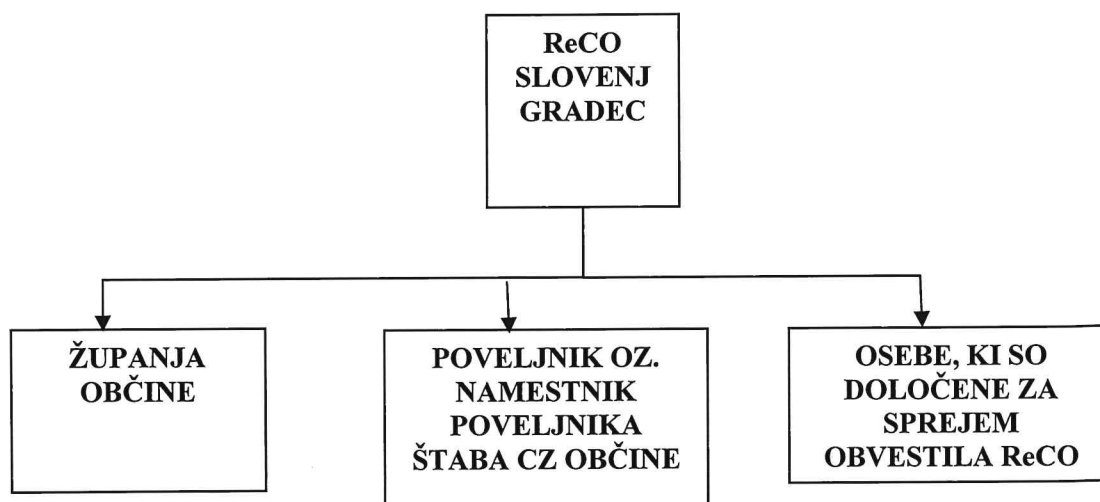 ReCO
SLOVENJ
GRADEC
ŽUPANJA
OBČINE
POVELJNIK OZ.
NAMESTNIK
POVELJNIKA
ŠTABA CZ OBČINE
OSEBE, KI SO
DOLOČENE ZA
SPREJEM
OBVESTILA ReCO